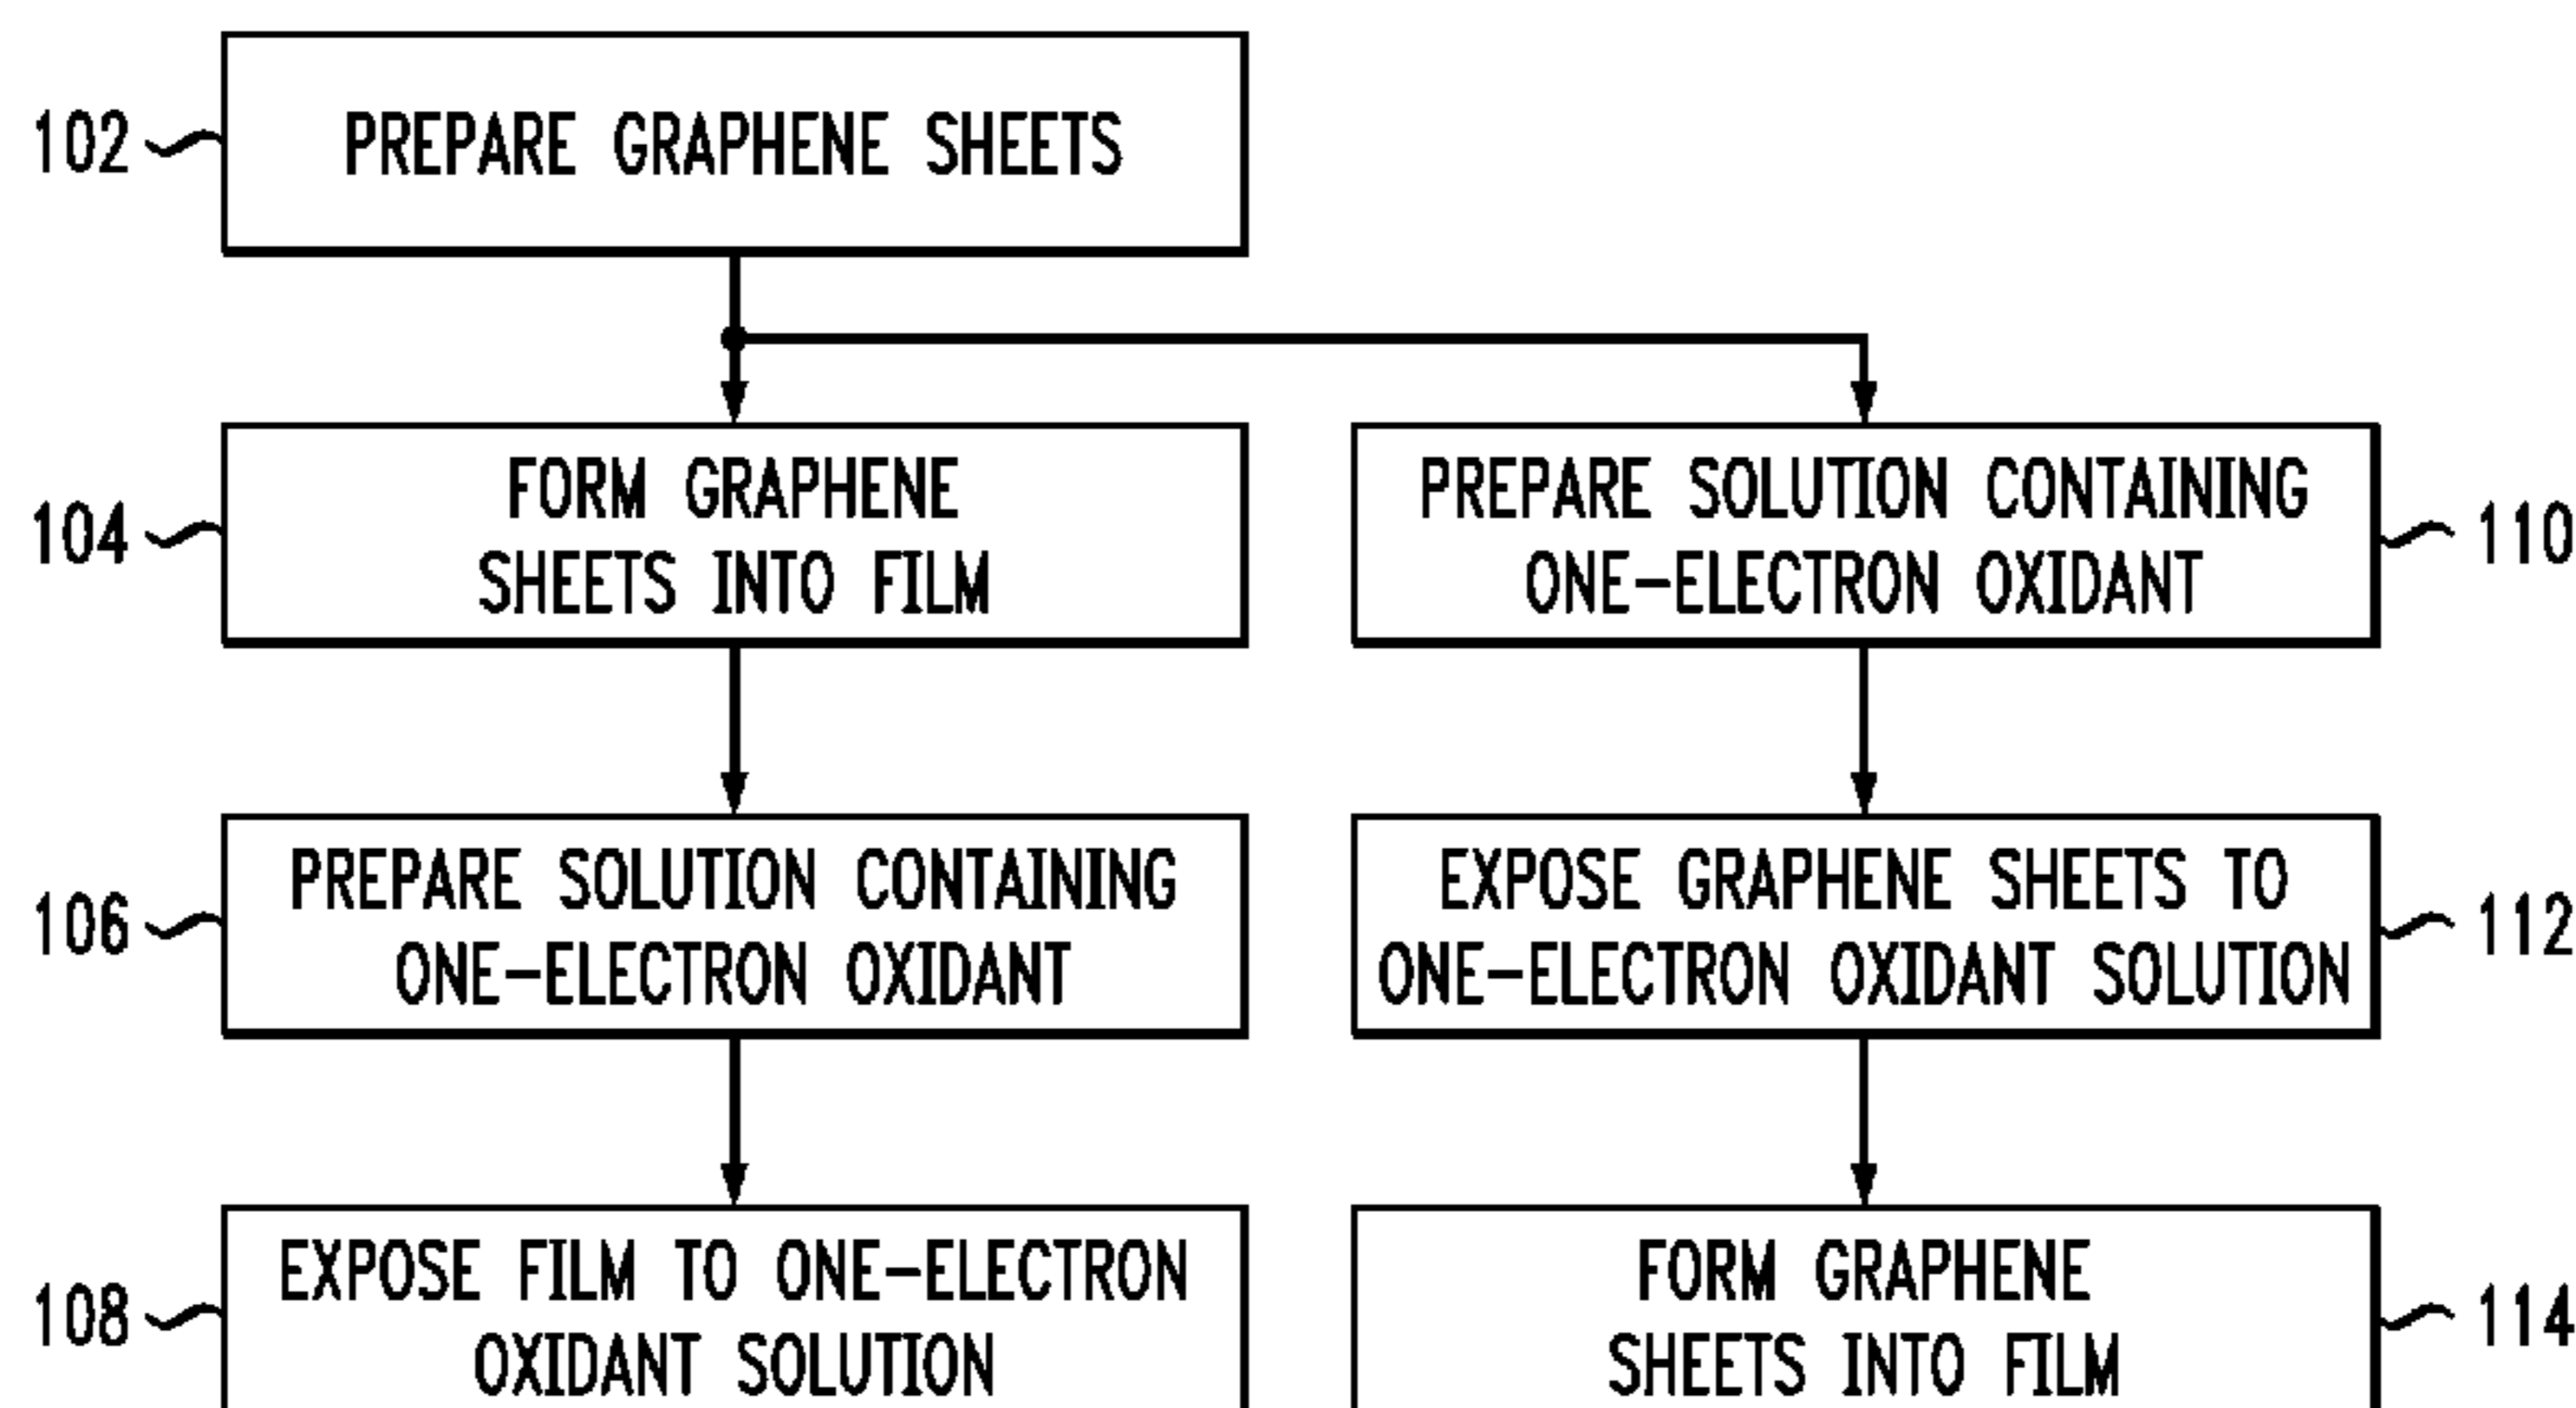 102
PREPARE GRAPHENE SHEETS
104
FORM GRAPHENE
SHEETS INTO FILM
PREPARE SOLUTION CONTAINING
ONE-ELECTRON OXIDANT
110
106
PREPARE SOLUTION CONTAINING
ONE-ELECTRON OXIDANT
EXPOSE GRAPHENE SHEETS TO
ONE-ELECTRON OXIDANT SOLUTION
112
108
EXPOSE FILM TO ONE-ELECTRON
OXIDANT SOLUTION
FORM GRAPHENE
SHEETS INTO FILM
114